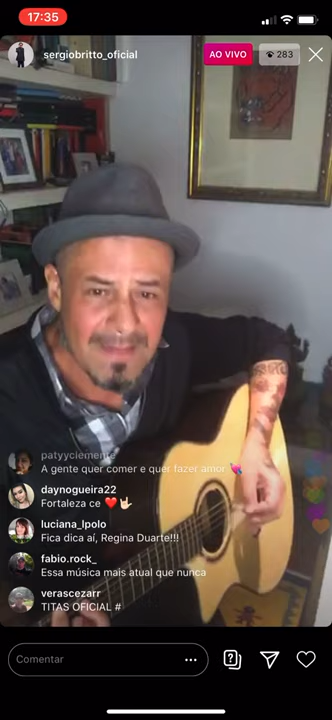 17:35
sergiobritto_oficial
AO VIVO
283
patyyclemente
A gente quer comer e quer fazer amor 💘
daynogueira22
Fortaleza ce ❤️🤟🏻
luciana_lpolo
Fica dica aí, Regina Duarte!!!
fabio.rock_
Essa música mais atual que nunca
verascezarr
TITAS OFICIAL #
Comentar